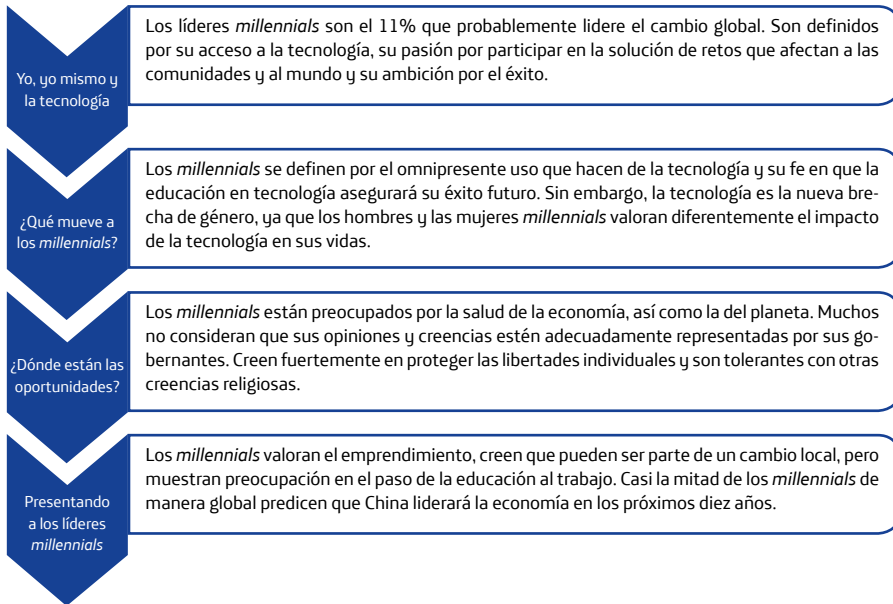 Yo, yo mismo y
la tecnología
Los líderes millennials son el 11% que probablemente lidere el cambio global. Son definidos
por su acceso a la tecnología, su pasión por participar en la solución de retos que afectan a las
comunidades y al mundo y su ambición por el éxito.
¿Qué mueve a
los millennials?
Los millennials se definen por el omnipresente uso que hacen de la tecnología y su fe en que la
educación en tecnología asegurará su éxito futuro. Sin embargo, la tecnología es la nueva bre-
cha de género, ya que los hombres y las mujeres millennials valoran diferentemente el impacto
de la tecnología en sus vidas.
¿Dónde están las
oportunidades?
Los millennials están preocupados por la salud de la economía, así como la del planeta. Muchos
no consideran que sus opiniones y creencias estén adecuadamente representadas por sus go-
bernantes. Creen fuertemente en proteger las libertades individuales y son tolerantes con otras
creencias religiosas.
Presentando
a los líderes
millennials
Los millennials valoran el emprendimiento, creen que pueden ser parte de un cambio local, pero
muestran preocupación en el paso de la educación al trabajo. Casi la mitad de los millennials de
manera global predicen que China liderará la economía en los próximos diez años.